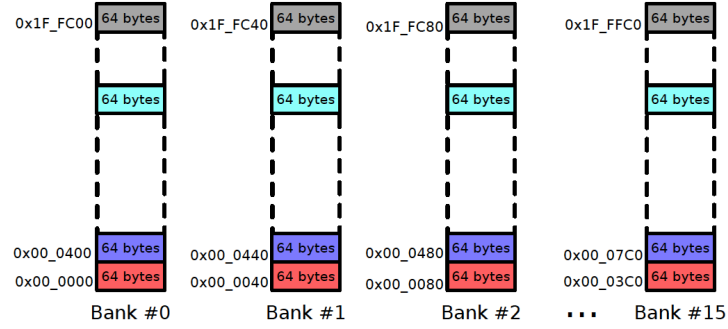 0x1F_FC00 64 bytes 0x1F_FC40 64 bytes 0x1F_FC80 64 bytes 0x1F_FFC0 64 bytes
64 bytes 64 bytes 64 bytes 64 bytes
0x00_0400 64 bytes 0x00_0440 64 bytes 0x00_0480 64 bytes 0x00_07C0 64 bytes
0x00_0000 64 bytes 0x00_0040 64 bytes 0x00_0080 64 bytes 0x00_03C0 64 bytes
Bank #0 Bank #1 Bank #2 ... Bank #15